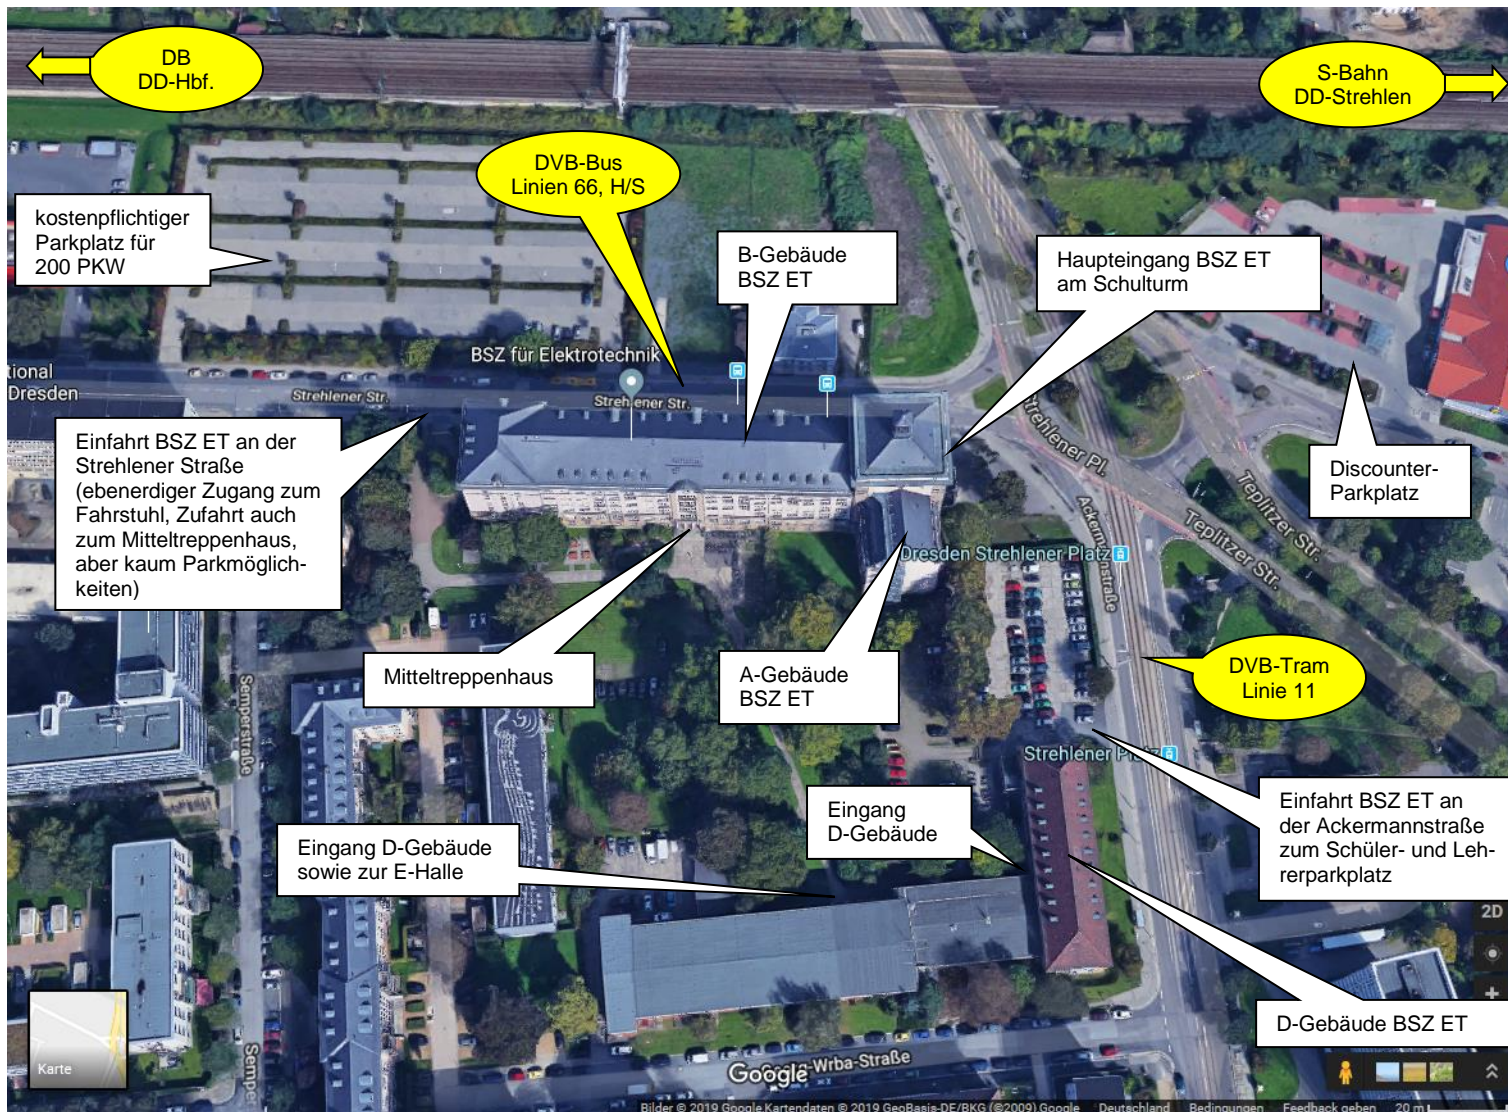 DB
DD-Hbf.
S-Bahn
DD-Strehlen
DVB-Bus
Linien 66, H/S
kostenpflichtiger
Parkplatz für
200 PKW
B-Gebäude
BSZ ET
Haupteingang BSZ ET
am Schulturm
BSZ für Elektrotechnik
tional
Dresden
Strehlener Str.
Strehlener Str.
Strehlener Pl.
Einfahrt BSZ ET an der
Strehlener Straße
(ebenerdiger Zugang zum
Fahrstuhl, Zufahrt auch
zum Mitteltreppenhaus,
aber kaum Parkmöglich-
keiten)
Discounter-
Parkplatz
Teplitzer Str.
Teplitzer Str.
Ackermannstraße
Dresden Strehlener Platz
Mitteltreppenhaus
A-Gebäude
BSZ ET
DVB-Tram
Linie 11
Semperstraße
Strehlener Platz
Eingang
D-Gebäude
Einfahrt BSZ ET an
der Ackermannstraße
zum Schüler- und Leh-
rerparkplatz
Eingang D-Gebäude
sowie zur E-Halle
2D
D-Gebäude BSZ ET
Semper
Karte
Google
-Wrba-Straße
Bilder © 2019 Google Kartendaten © 2019 GeoBasis-DE/BKG (©2009) Google Deutschland Bedingungen Feedback geben 20 m